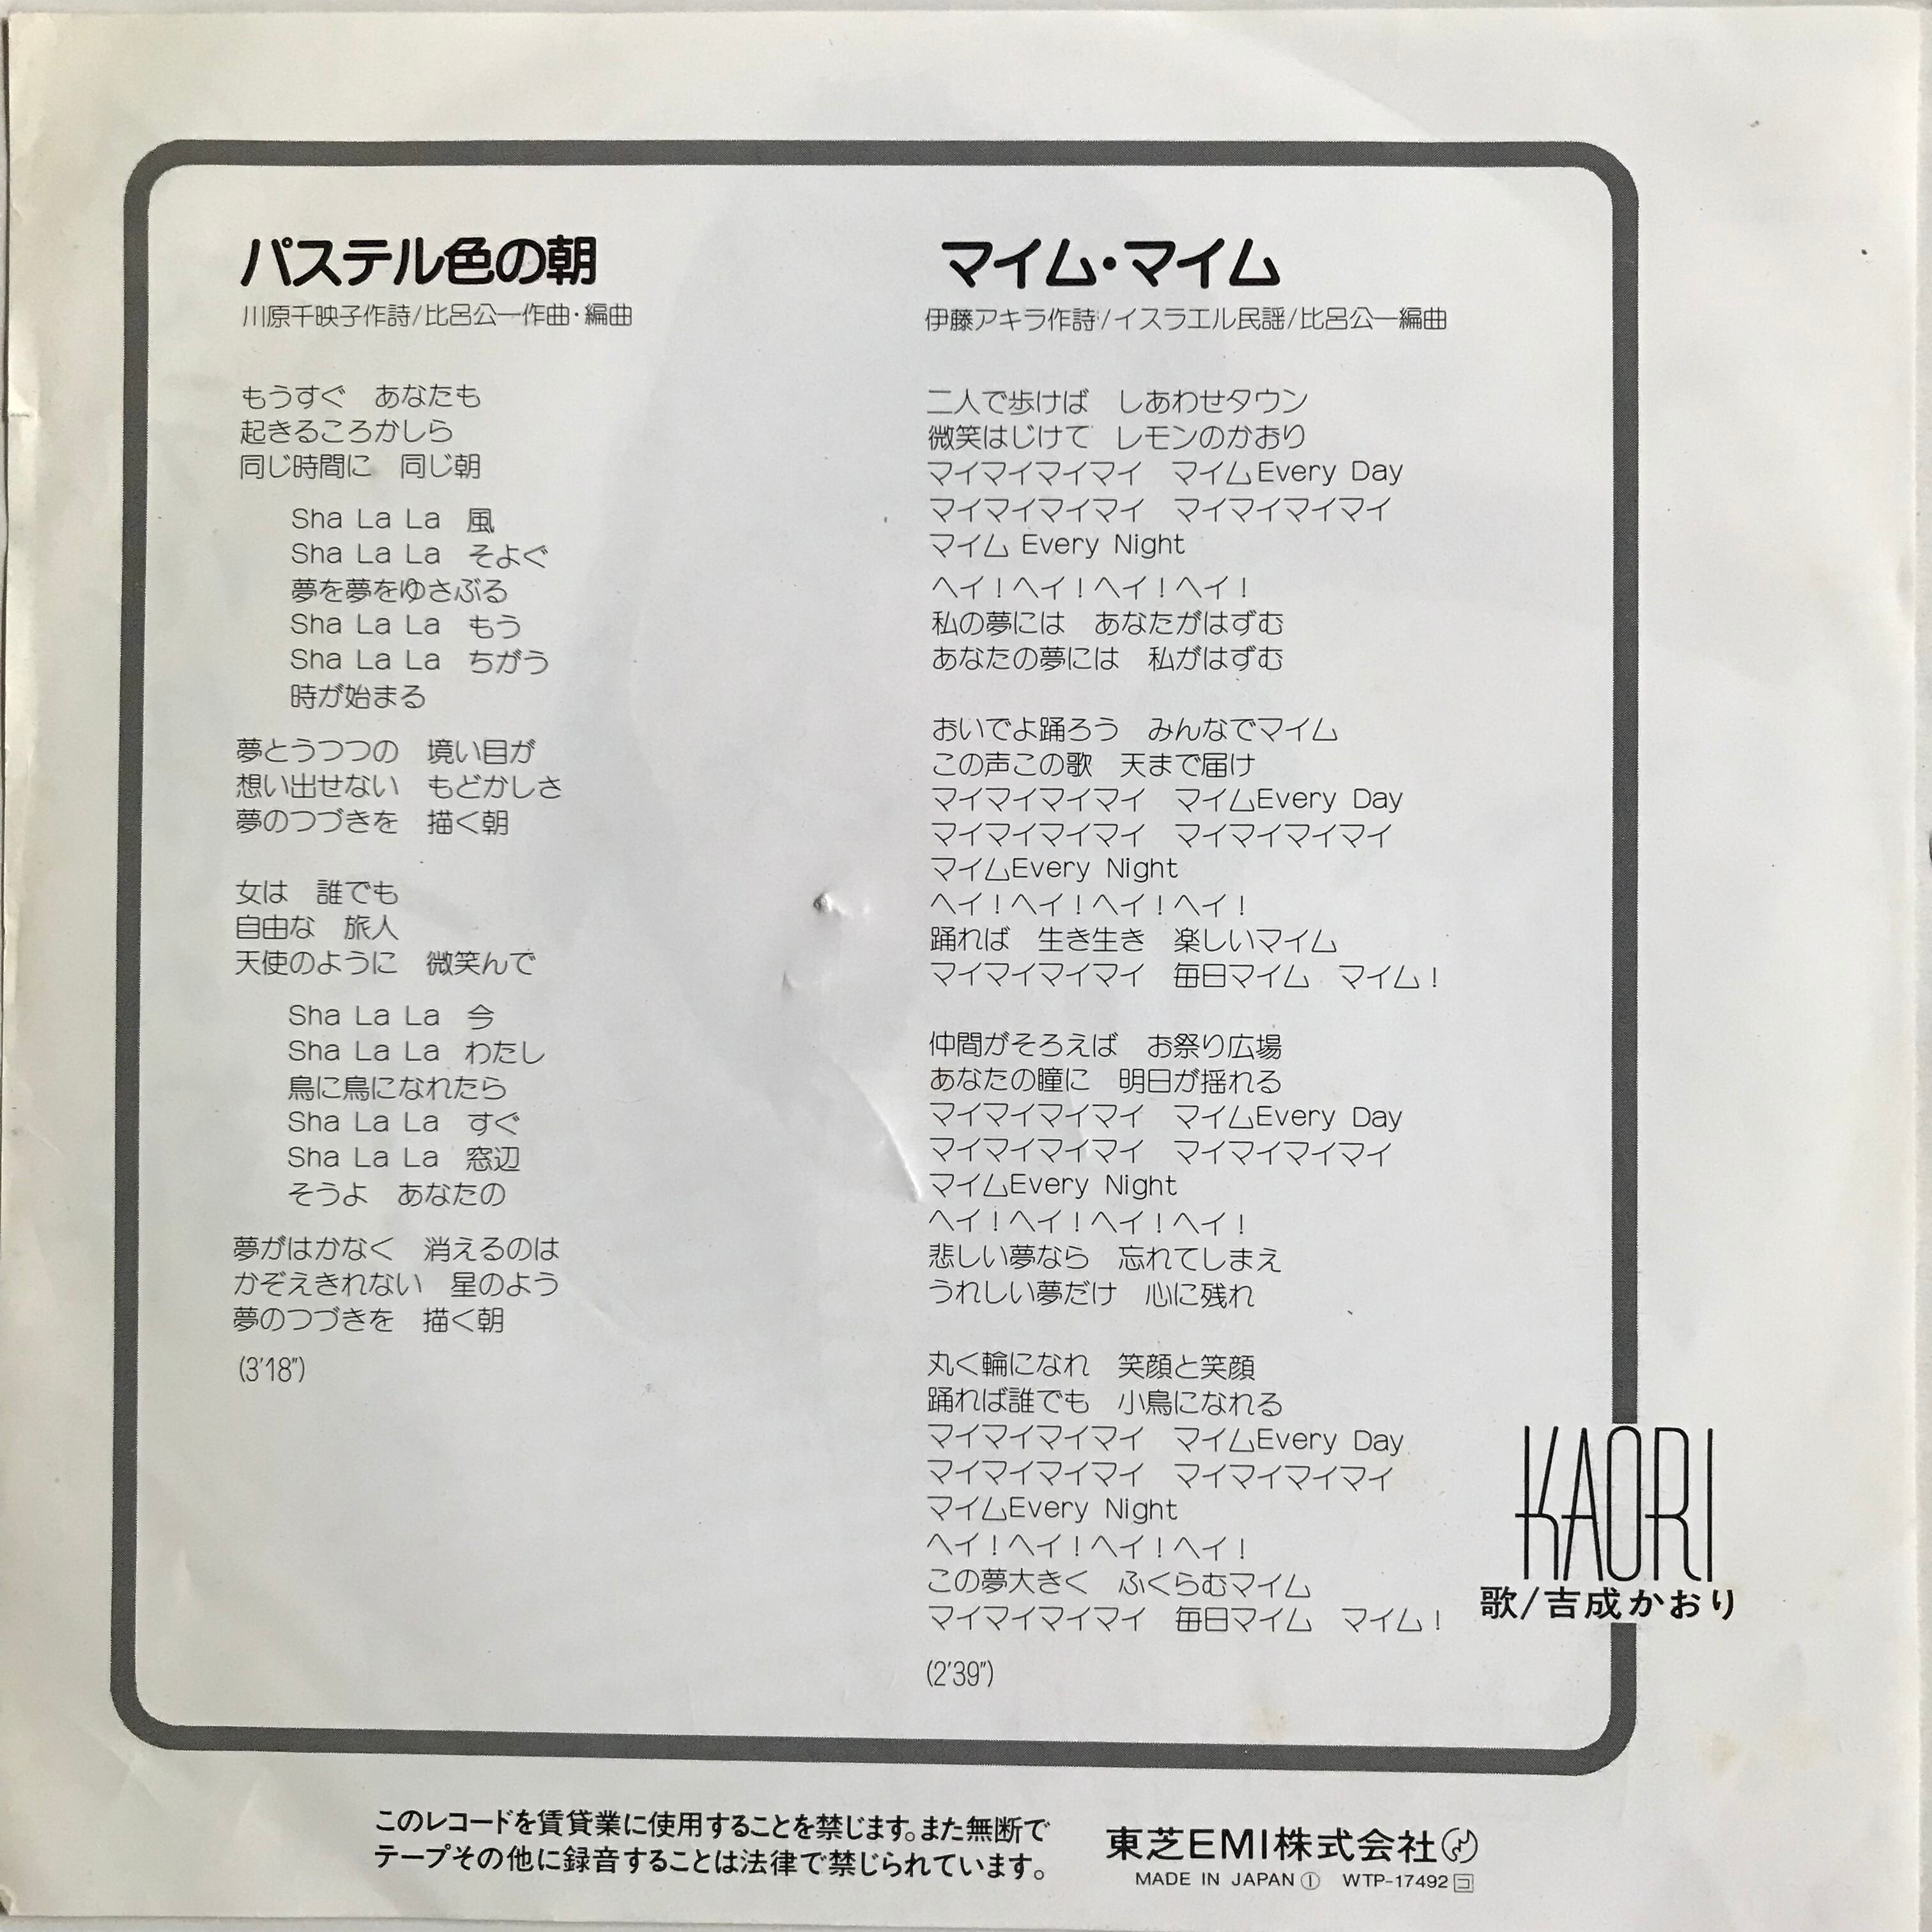 パステル色の朝
川原千映子作詩/比呂公一作曲・編曲
もうすぐ　あなたも
起きるころかしら
同じ時間に　同じ朝
Sha La La　風
Sha La La　そよぐ
夢を夢をゆさぶる
Sha La La　もう
Sha La La　ちがう
時が始まる
夢とうつつの　境い目が
想い出せない　もどかしさ
夢のつづきを　描く朝
女は　誰でも
自由な　旅人
天使のように　微笑んで
Sha La La　今
Sha La La　わたし
鳥に鳥になれたら
Sha La La　すぐ
Sha La La　窓辺
そうよ　あなたの
夢がはかなく　消えるのは
かぞえきれない　星のよう
夢のつづきを　描く朝
(3'18")
マイム・マイム
伊藤アキラ作詩/イスラエル民謡/比呂公一編曲
二人で歩けば　しあわせタウン
微笑はじけて　レモンのかおり
マイマイマイマイ　マイムEvery Day
マイマイマイマイ　マイマイマイマイ
マイム Every Night
ヘイ！ヘイ！ヘイ！ヘイ！
私の夢には　あなたがはずむ
あなたの夢には　私がはずむ
おいでよ踊ろう　みんなでマイム
この声この歌　天まで届け
マイマイマイマイ　マイムEvery Day
マイマイマイマイ　マイマイマイマイ
マイムEvery Night
ヘイ！ヘイ！ヘイ！ヘイ！
踊れば　生き生き　楽しいマイム
マイマイマイマイ　毎日マイム　マイム！
仲間がそろえば　お祭り広場
あなたの瞳に　明日が揺れる
マイマイマイマイ　マイムEvery Day
マイマイマイマイ　マイマイマイマイ
マイムEvery Night
ヘイ！ヘイ！ヘイ！ヘイ！
悲しい夢なら　忘れてしまえ
うれしい夢だけ　心に残れ
丸く輪になれ　笑顔と笑顔
踊れば誰でも　小鳥になれる
マイマイマイマイ　マイムEvery Day
マイマイマイマイ　マイマイマイマイ
マイムEvery Night
ヘイ！ヘイ！ヘイ！ヘイ！
この夢大きく　ふくらむマイム
マイマイマイマイ　毎日マイム　マイム！
(2'39")
KAORI
歌/吉成かおり
このレコードを賃貸業に使用することを禁じます。また無断で
テープその他に録音することは法律で禁じられています。
東芝EMI株式会社
MADE IN JAPAN Ⓘ WTP-17492 コ